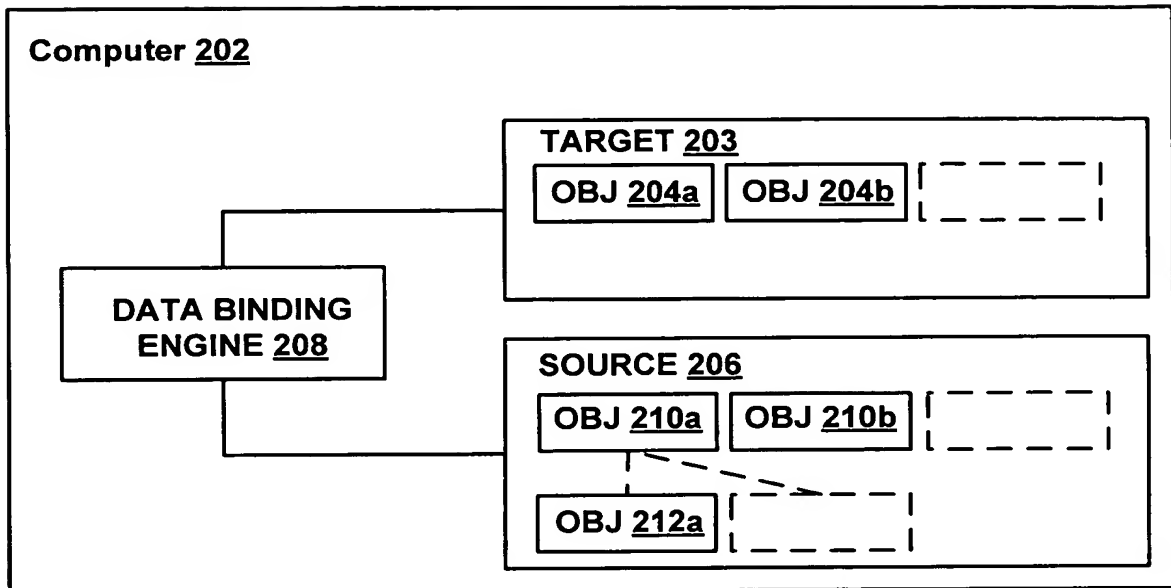 Computer 202
TARGET 203
OBJ 204a OBJ 204b
DATA BINDING
ENGINE 208
SOURCE 206
OBJ 210a OBJ 210b
OBJ 212a